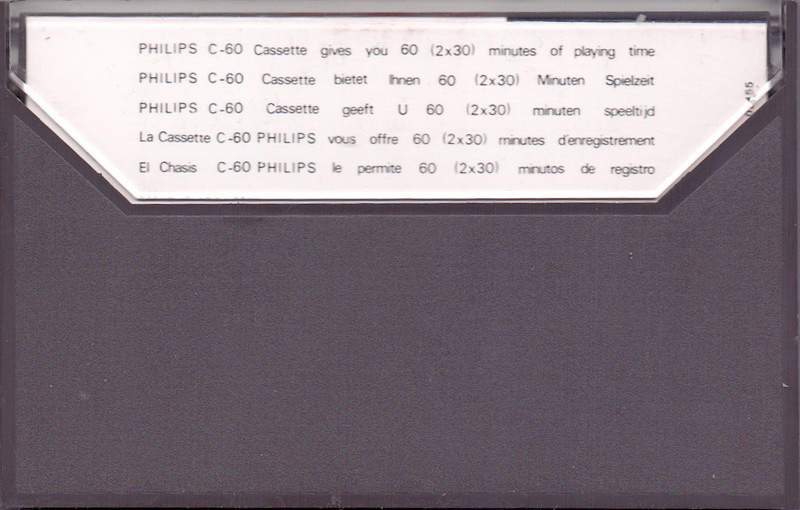 PHILIPS C-60 Cassette gives you 60 (2x30) minutes of playing time
PHILIPS C-60 Cassette bietet Ihnen 60 (2x30) Minuten Spielzeit
PHILIPS C-60 Cassette geeft U 60 (2x30) minuten speeltijd
La Cassette C-60 PHILIPS vous offre 60 (2x30) minutes d'enregistrement
El Chasis C-60 PHILIPS le permite 60 (2x30) minutos de registro